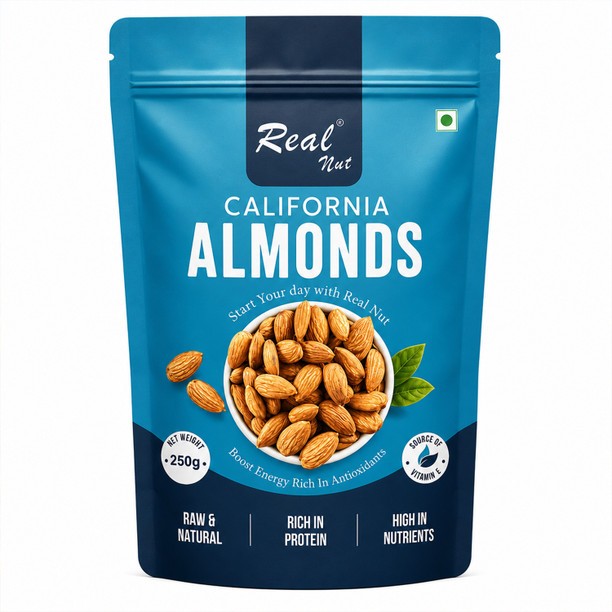 Real®
Nut
CALIFORNIA
ALMONDS
Start Your day with Real Nut
NET WEIGHT
250g
Boost Energy Rich In Antioxidants
SOURCE OF
VITAMIN E
RAW &
NATURAL
RICH IN
PROTEIN
HIGH IN
NUTRIENTS